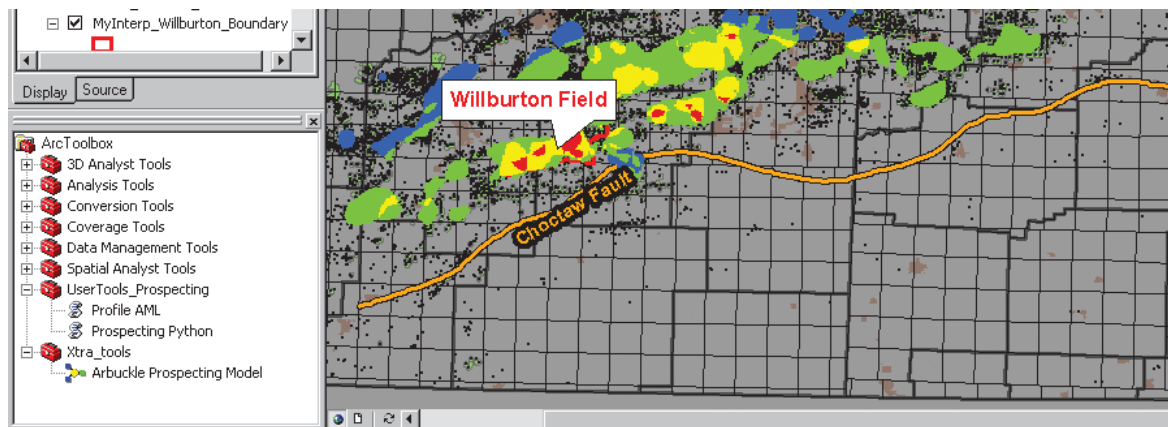 MyInterp_Willburton_Boundary
Display
Source
ArcToolbox
3D Analyst Tools
Analysis Tools
Conversion Tools
Coverage Tools
Data Management Tools
Spatial Analyst Tools
UserTools_Prospecting
Profile AML
Prospecting Python
Xtra_tools
Arbuckle Prospecting Model
Willburton Field
Choctaw Fault